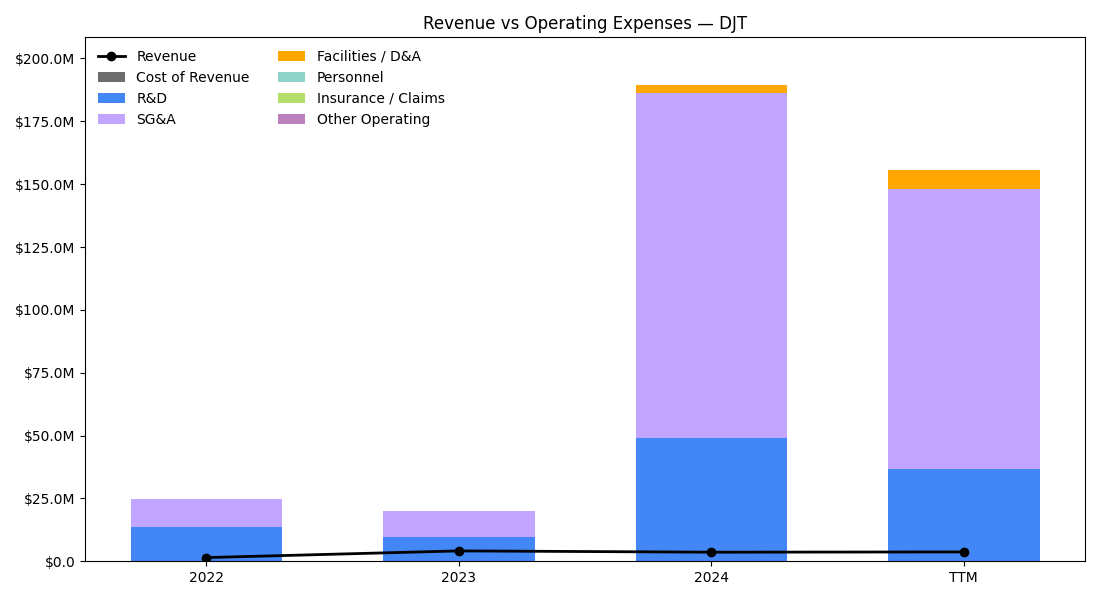 Revenue vs Operating Expenses — DJT
Revenue
Cost of Revenue
R&D
SG&A
Facilities / D&A
Personnel
Insurance / Claims
Other Operating
$200.0M
$175.0M
$150.0M
$125.0M
$100.0M
$75.0M
$50.0M
$25.0M
$0.0
2022 2023 2024 TTM